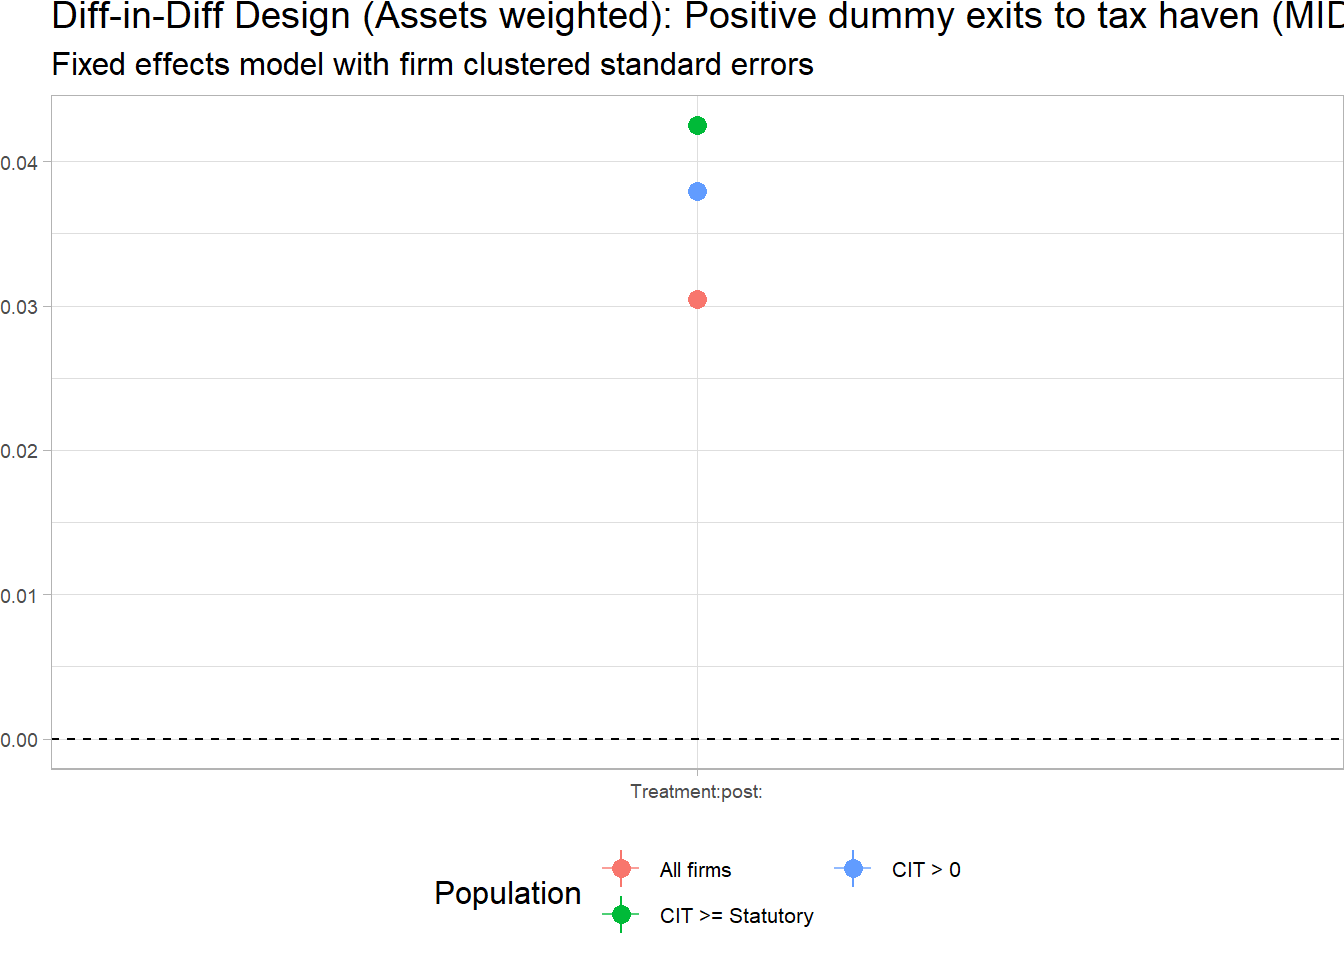 Diff-in-Diff Design (Assets weighted): Positive dummy exits to tax haven (MID
Fixed effects model with firm clustered standard errors
0.04
0.03
0.02
0.01
0.00
Treatment:post:
Population
All firms
CIT > 0
CIT >= Statutory